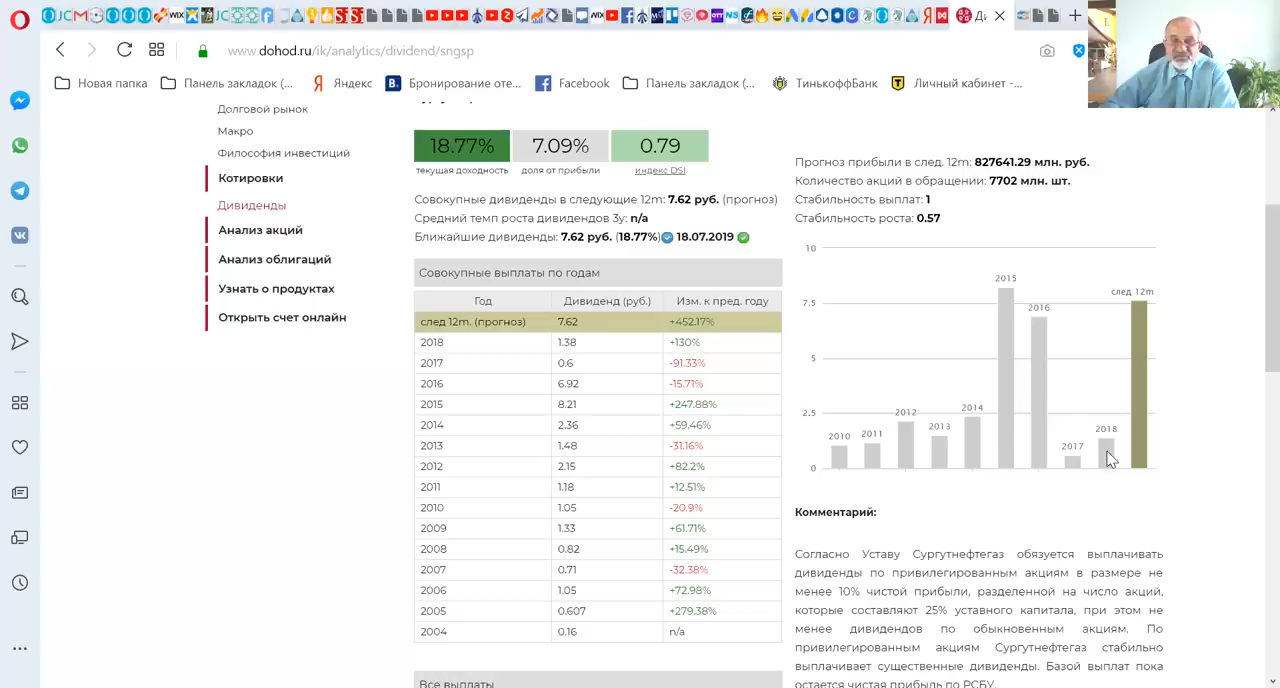 www.dohod.ru/ik/analytics/dividend/sngsp
Новая папка
Панель закладок (...
Яндекс
Бронирование оте...
Facebook
Панель закладок (...
ТинькоффБанк
Личный кабинет -...
Долговой рынок
Макро
Философия инвестиций
Котировки
Дивиденды
Анализ акций
Анализ облигаций
Узнать о продуктах
Открыть счет онлайн
18.77%
7.09%
0.79
текущая доходность
доля от прибыли
индекс DSI
Совокупные дивиденды в следующие 12m: 7.62 руб. (прогноз)
Средний темп роста дивидендов 3y: n/a
Ближайшие дивиденды: 7.62 руб. (18.77%) 18.07.2019
Совокупные выплаты по годам
Год Дивиденд (руб.) Изм. к пред. году
след 12m. (прогноз) 7.62 +452.17%
2018 1.38 +130%
2017 0.6 -91.33%
2016 6.92 -15.71%
2015 8.21 +247.88%
2014 2.36 +59.46%
2013 1.48 -31.16%
2012 2.15 +82.2%
2011 1.18 +12.51%
2010 1.05 -20.9%
2009 1.33 +61.71%
2008 0.82 +15.49%
2007 0.71 -32.38%
2006 1.05 +72.98%
2005 0.607 +279.38%
2004 0.16 n/a
Все выплаты
Прогноз прибыли в след. 12m: 827641.29 млн. руб.
Количество акций в обращении: 7702 млн. шт.
Стабильность выплат: 1
Стабильность роста: 0.57
10
7.5
5
2.5
0
2010
2011
2012
2013
2014
2015
2016
2017
2018
след 12m
Комментарий:
Согласно Уставу Сургутнефтегаз обязуется выплачивать
дивиденды по привилегированным акциям в размере не
менее 10% чистой прибыли, разделенной на число акций,
которые составляют 25% уставного капитала, при этом не
менее дивидендов по обыкновенным акциям. По
привилегированным акциям Сургутнефтегаз стабильно
выплачивает существенные дивиденды. Базой выплат пока
остается чистая прибыль по РСБУ.